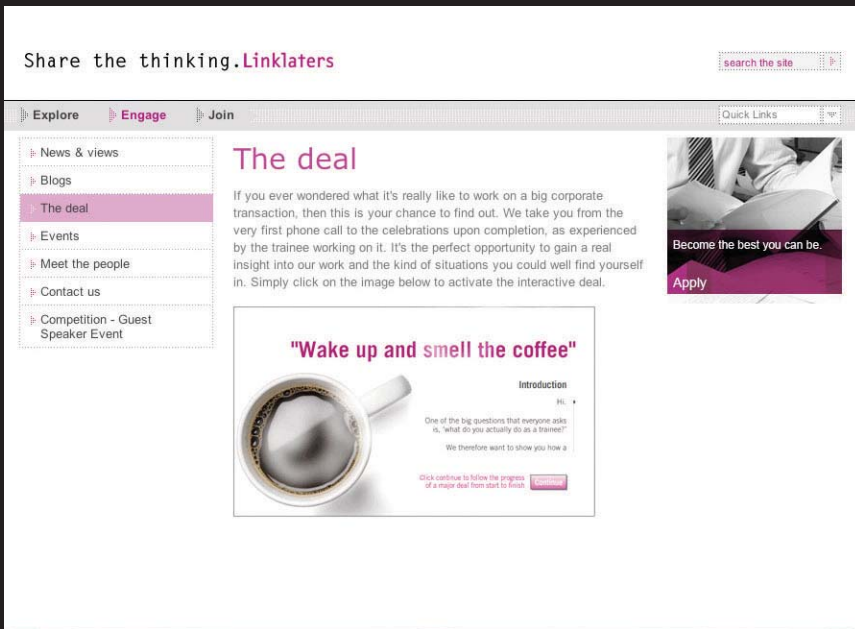 Share the thinking.Linklaters
search the site
Explore
Engage
Join
Quick Links
News & views
Blogs
The deal
Events
Meet the people
Contact us
Competition - Guest
Speaker Event
The deal
If you ever wondered what it's really like to work on a big corporate
transaction, then this is your chance to find out. We take you from the
very first phone call to the celebrations upon completion, as experienced
by the trainee working on it. It's the perfect opportunity to gain a real
insight into our work and the kind of situations you could well find yourself
in. Simply click on the image below to activate the interactive deal.
"Wake up and smell the coffee"
Introduction
Hi.
One of the big questions that everyone asks
is, 'what do you actually do as a trainee?'
We therefore want to show you how a
Click continue to follow the progress
of a major deal from start to finish
Continue
Become the best you can be.
Apply